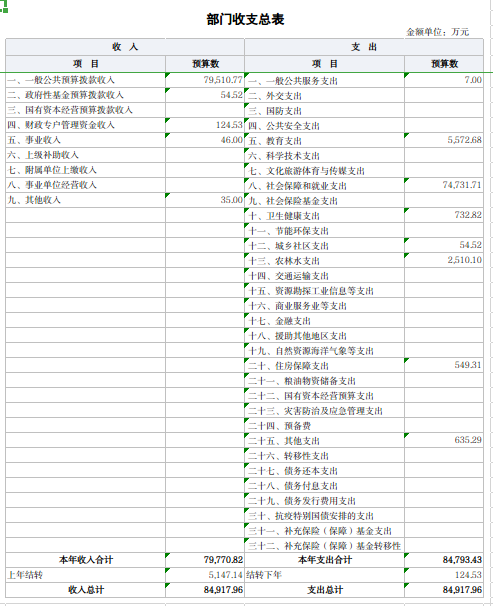 部门收支总表
金额单位：万元
收　入 支　出
项　目 预算数 项　目 预算数
一、一般公共预算拨款收入 79,510.77 一、一般公共服务支出 7.00
二、政府性基金预算拨款收入 54.52 二、外交支出
三、国有资本经营预算拨款收入 三、国防支出
四、财政专户管理资金收入 124.53 四、公共安全支出
五、事业收入 46.00 五、教育支出 5,572.68
六、上级补助收入 六、科学技术支出
七、附属单位上缴收入 七、文化旅游体育与传媒支出
八、事业单位经营收入 八、社会保障和就业支出 74,731.71
九、其他收入 35.00 九、社会保险基金支出
十、卫生健康支出 732.82
十一、节能环保支出
十二、城乡社区支出 54.52
十三、农林水支出 2,510.10
十四、交通运输支出
十五、资源勘探工业信息等支出
十六、商业服务业等支出
十七、金融支出
十八、援助其他地区支出
十九、自然资源海洋气象等支出
二十、住房保障支出 549.31
二十一、粮油物资储备支出
二十二、国有资本经营预算支出
二十三、灾害防治及应急管理支出
二十四、预备费
二十五、其他支出 635.29
二十六、转移性支出
二十七、债务还本支出
二十八、债务付息支出
二十九、债务发行费用支出
三十、抗疫特别国债安排的支出
三十一、补充保险（保障）基金支出
三十二、补充保险（保障）基金转移性
本年收入合计 79,770.82 本年支出合计 84,793.43
上年结转 5,147.14 结转下年 124.53
收入总计 84,917.96 支出总计 84,917.96